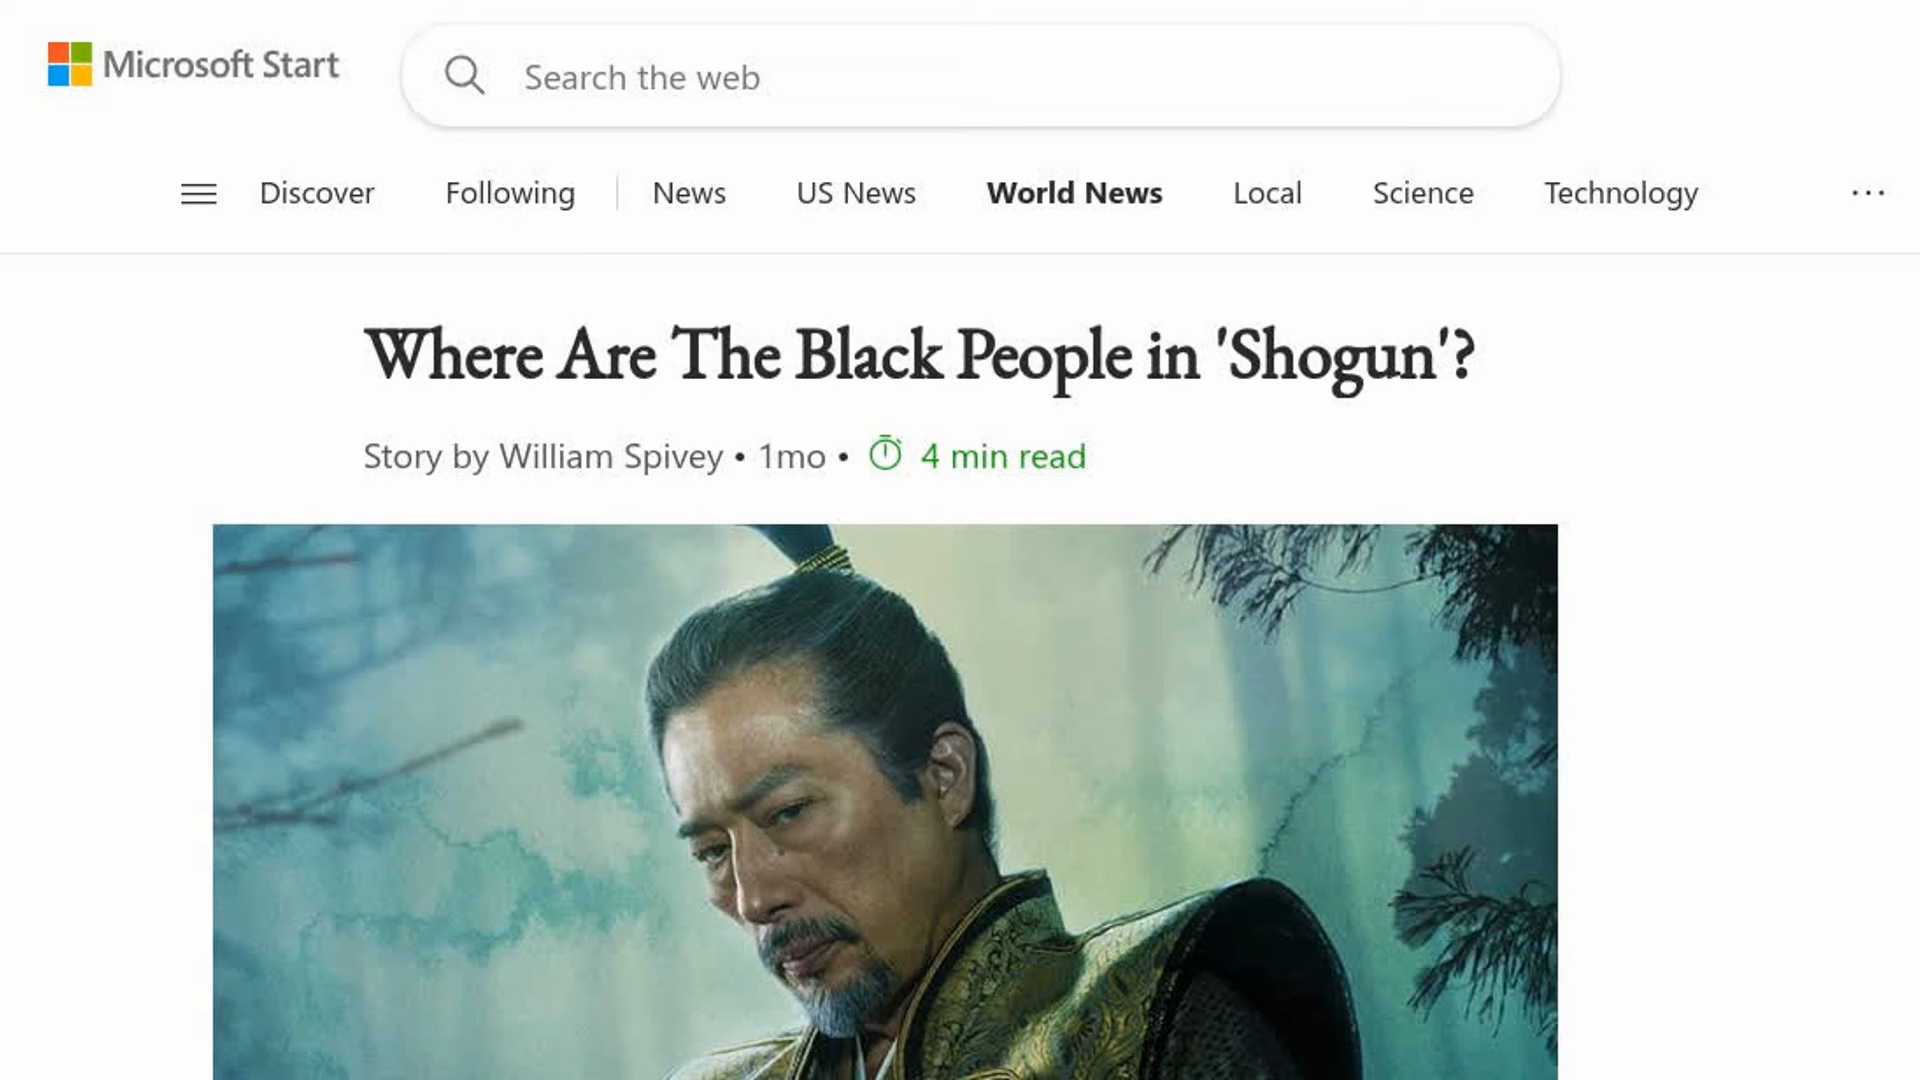 Microsoft Start
Search the web
Discover Following News US News World News Local Science Technology ...
Where Are The Black People in 'Shogun'?
Story by William Spivey • 1mo • 4 min read